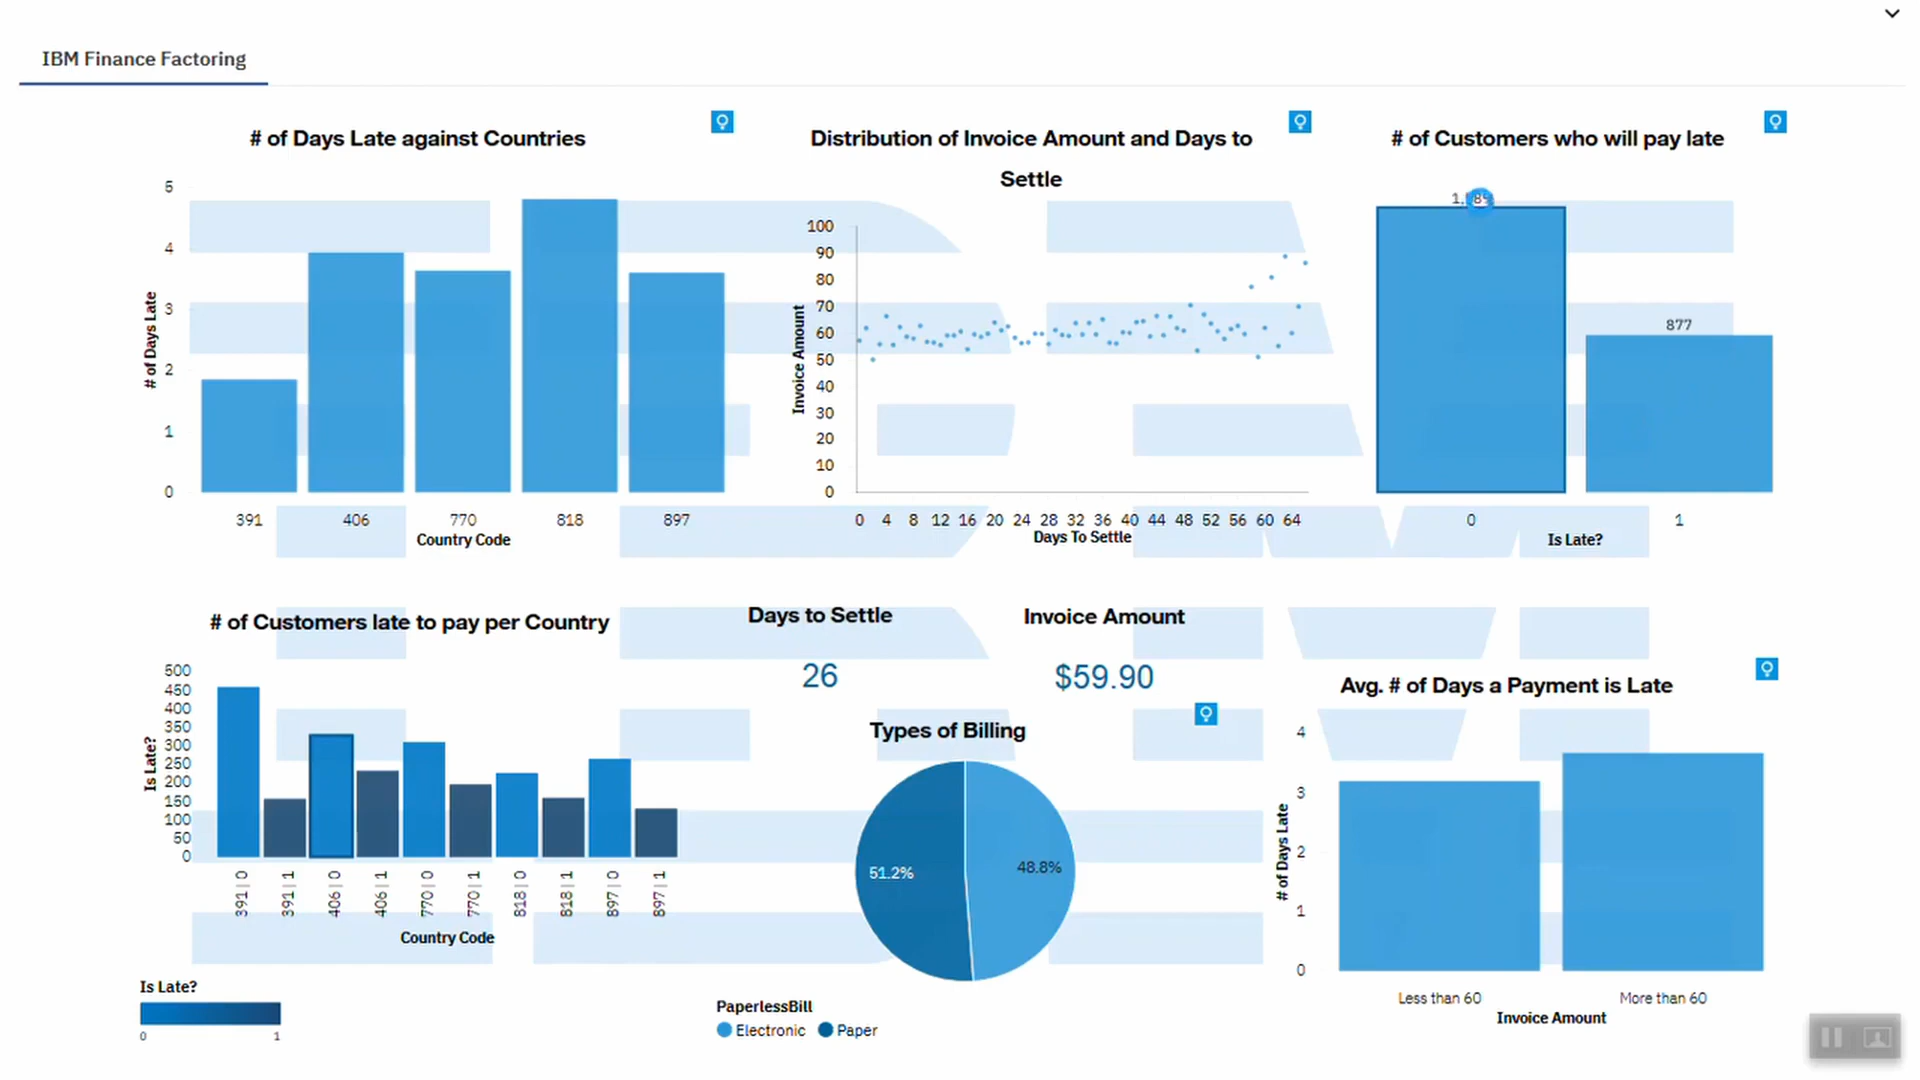 IBM Finance Factoring
# of Days Late against Countries
5
4
3
2
1
0
# of Days Late
391 406 770 818 897
Country Code
Distribution of Invoice Amount and Days to
Settle
100
90
80
70
60
50
40
30
20
10
0
Invoice Amount
0 4 8 12 16 20 24 28 32 36 40 44 48 52 56 60 64
Days To Settle
# of Customers who will pay late
877
0 1
Is Late?
# of Customers late to pay per Country
500
450
400
350
300
250
200
150
100
50
0
Is Late?
391 | 0 391 | 1 406 | 0 406 | 1 770 | 0 770 | 1 818 | 0 818 | 1 897 | 0 897 | 1
Country Code
Is Late?
0 1
Days to Settle
26
Invoice Amount
$59.90
Types of Billing
51.2% 48.8%
PaperlessBill
Electronic Paper
Avg. # of Days a Payment is Late
4
3
2
1
0
# of Days Late
Less than 60 More than 60
Invoice Amount